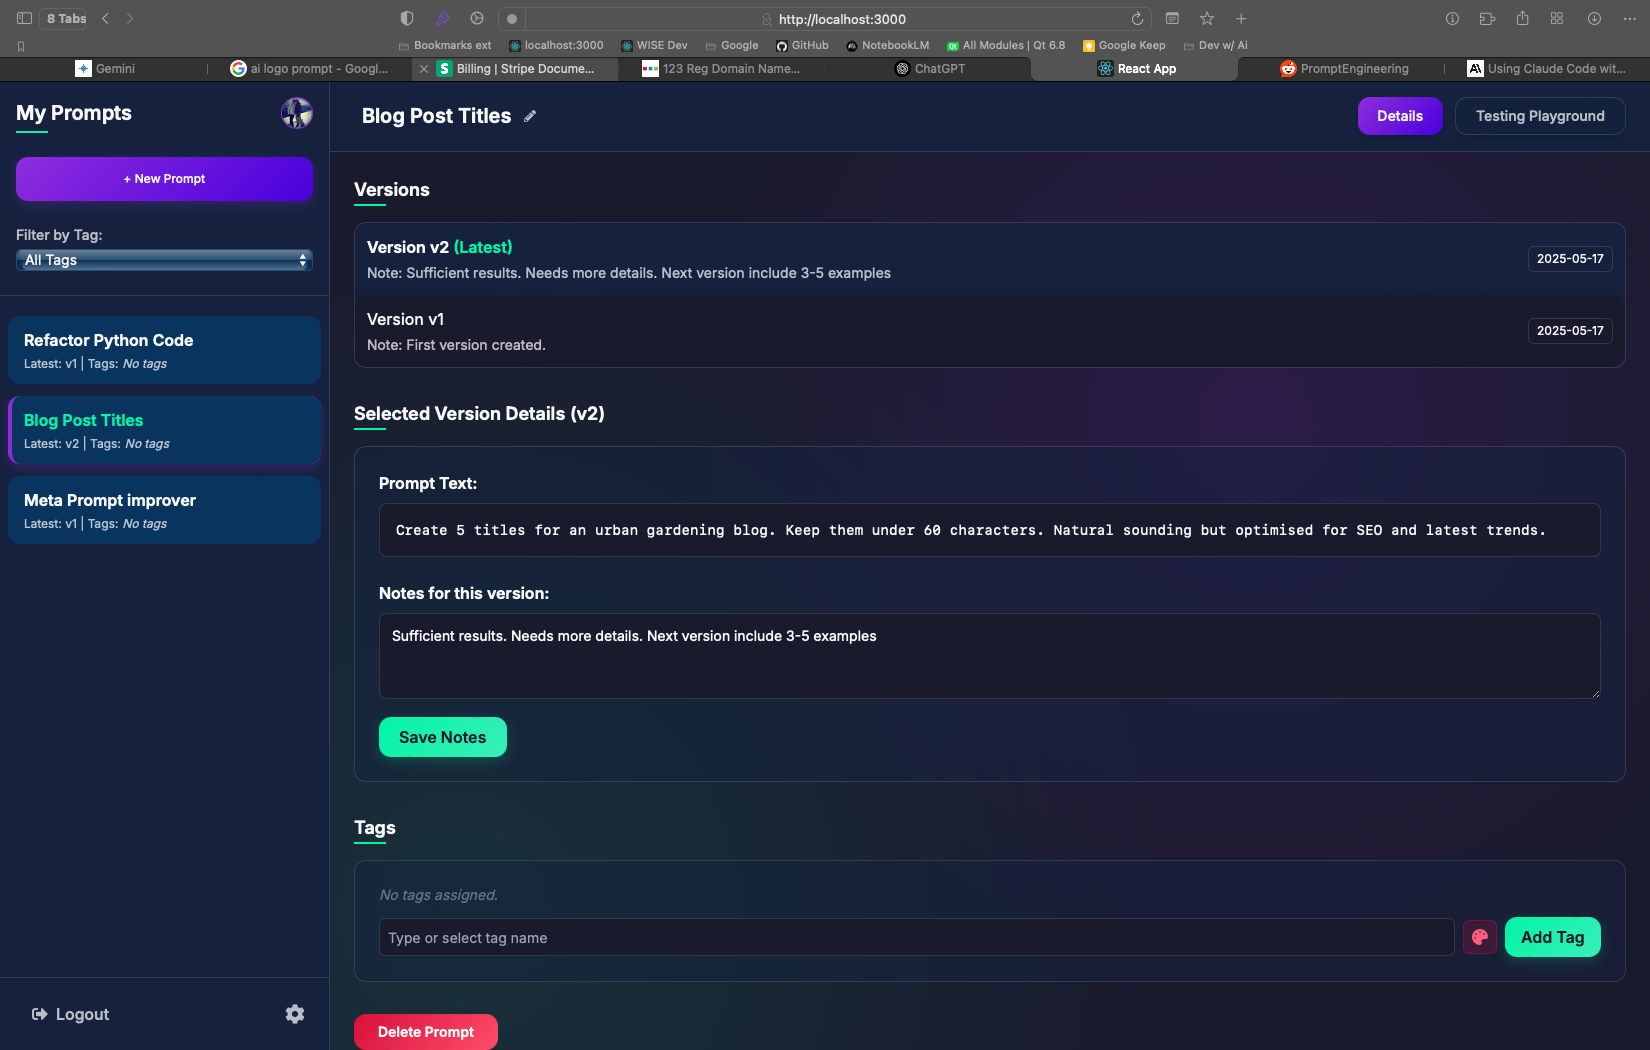 8 Tabs
http://localhost:3000
Bookmarks ext
localhost:3000
WISE Dev
Google
GitHub
NotebookLM
All Modules | Qt 6.8
Google Keep
Dev w/ Ai
Gemini
ai logo prompt - Googl...
Billing | Stripe Docume...
123 Reg Domain Name...
ChatGPT
React App
PromptEngineering
Using Claude Code wit...
My Prompts
+ New Prompt
Filter by Tag:
All Tags
Refactor Python Code
Latest: v1 | Tags: No tags
Blog Post Titles
Latest: v2 | Tags: No tags
Meta Prompt improver
Latest: v1 | Tags: No tags
Logout
Blog Post Titles
Details
Testing Playground
Versions
Version v2 (Latest)
Note: Sufficient results. Needs more details. Next version include 3-5 examples
2025-05-17
Version v1
Note: First version created.
2025-05-17
Selected Version Details (v2)
Prompt Text:
Create 5 titles for an urban gardening blog. Keep them under 60 characters. Natural sounding but optimised for SEO and latest trends.
Notes for this version:
Sufficient results. Needs more details. Next version include 3-5 examples
Save Notes
Tags
No tags assigned.
Type or select tag name
Add Tag
Delete Prompt